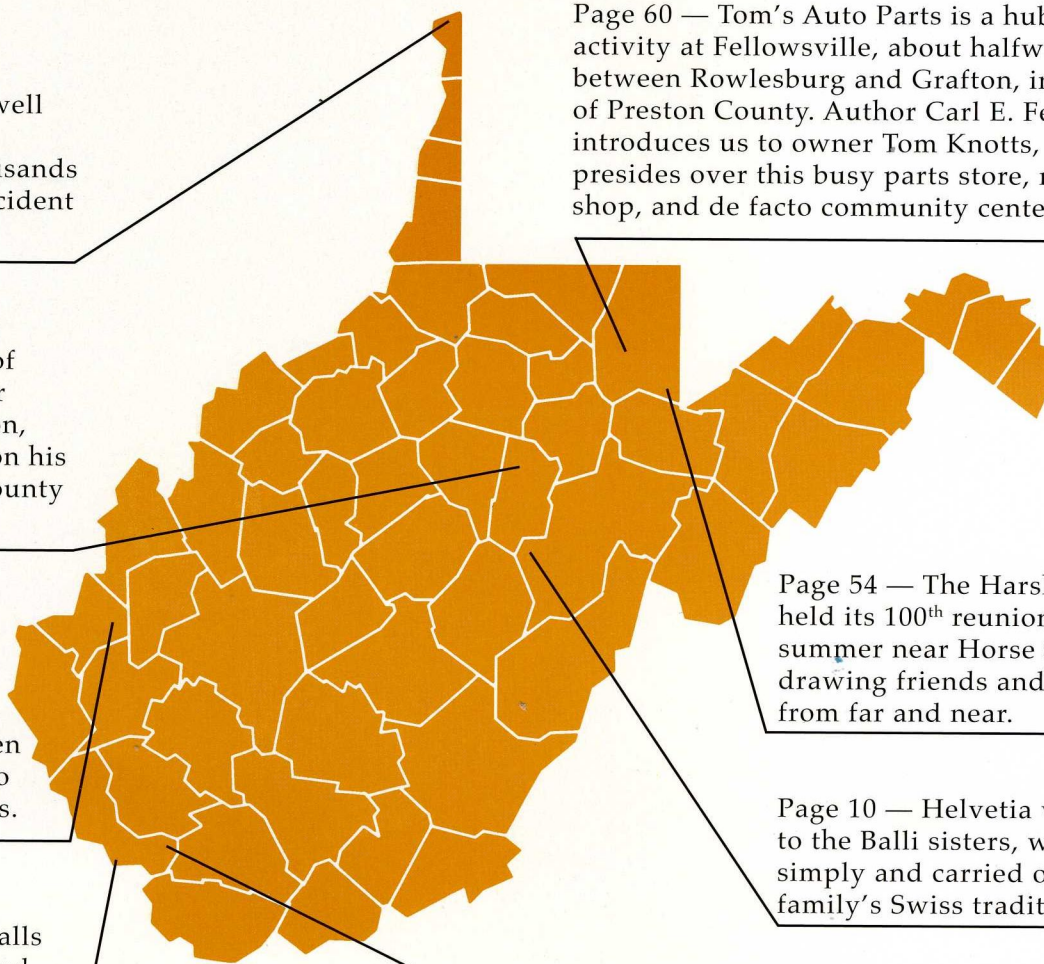 Page 60 — Tom's Auto Parts is a hub
activity at Fellowsville, about halfw
between Rowlesburg and Grafton, in
of Preston County. Author Carl E. Fe
introduces us to owner Tom Knotts,
presides over this busy parts store, r
shop, and de facto community cente
well
usands
cident
of
r
on,
on his
ounty
en
o
s.
alls
Page 54 — The Harsh
held its 100th reunion
summer near Horse
drawing friends and
from far and near.
Page 10 — Helvetia w
to the Balli sisters, w
simply and carried o
family's Swiss tradit